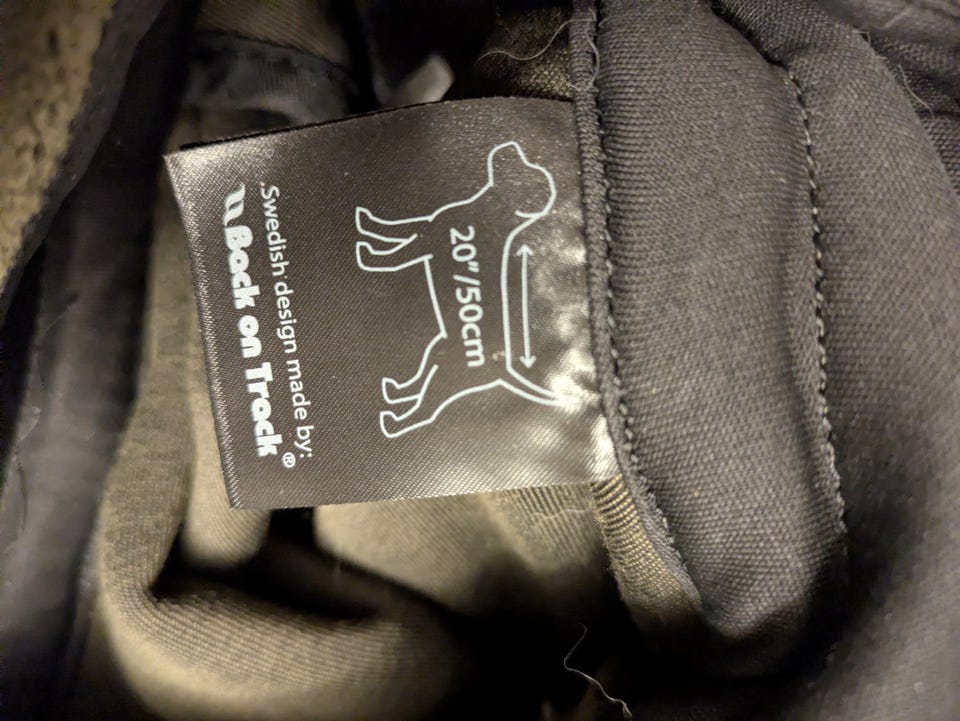 20"/50cm
Swedish design made by:
Back on Track®